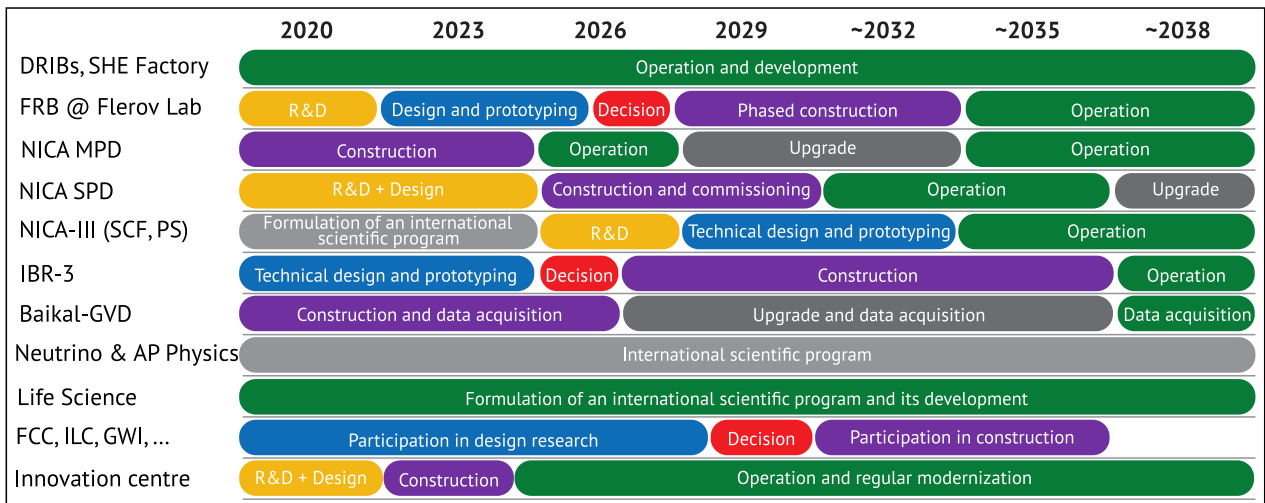 2020 2023 2026 2029 ~2032 ~2035 ~2038
DRIBs, SHE Factory Operation and development
FRB @ Flerov Lab R&D Design and prototyping Decision Phased construction Operation
NICA MPD Construction Operation Upgrade Operation
NICA SPD R&D + Design Construction and commissioning Operation Upgrade
NICA-III (SCF, PS) Formulation of an international scientific program R&D Technical design and prototyping Operation
IBR-3 Technical design and prototyping Decision Construction Operation
Baikal-GVD Construction and data acquisition Upgrade and data acquisition Data acquisition
Neutrino & AP Physics International scientific program
Life Science Formulation of an international scientific program and its development
FCC, ILC, GWI, ... Participation in design research Decision Participation in construction
Innovation centre R&D + Design Construction Operation and regular modernization